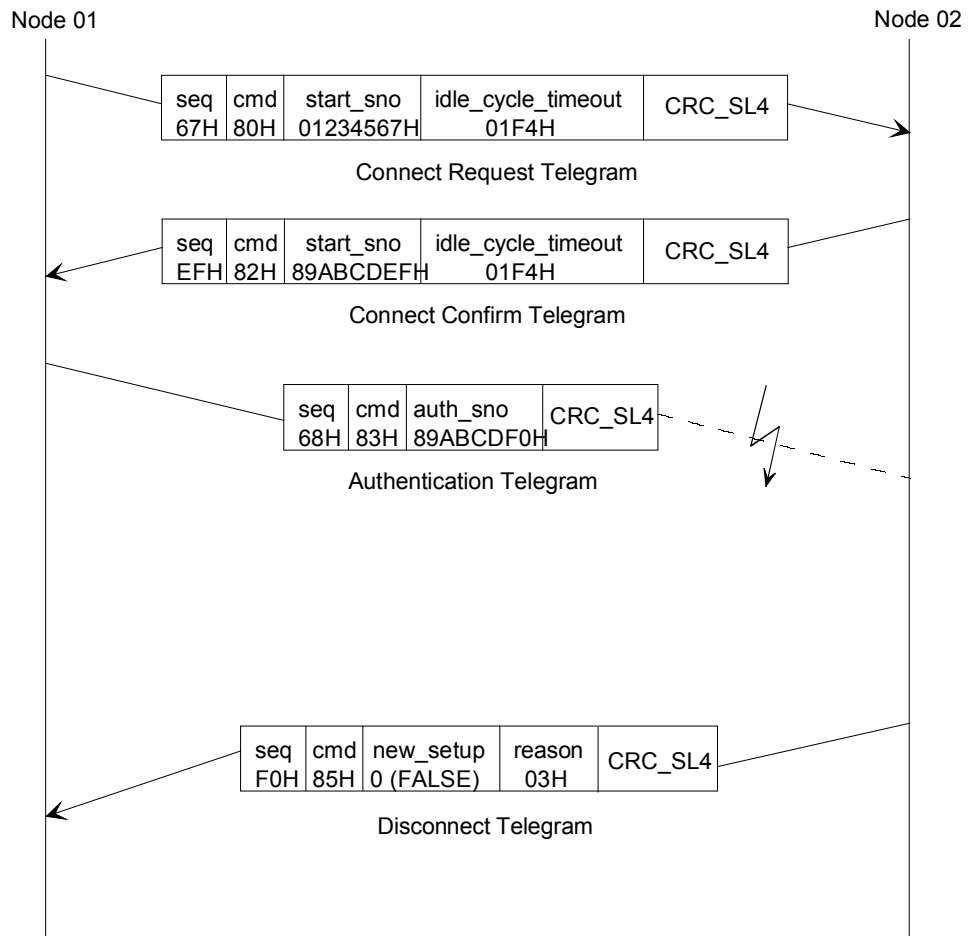 Node 01
Node 02
seq cmd start_sno idle_cycle_timeout CRC_SL4
67H 80H 01234567H 01F4H
Connect Request Telegram
seq cmd start_sno idle_cycle_timeout CRC_SL4
EFH 82H 89ABCDEFH 01F4H
Connect Confirm Telegram
seq cmd auth_sno CRC_SL4
68H 83H 89ABCDF0H
Authentication Telegram
seq cmd new_setup reason CRC_SL4
F0H 85H 0 (FALSE) 03H
Disconnect Telegram